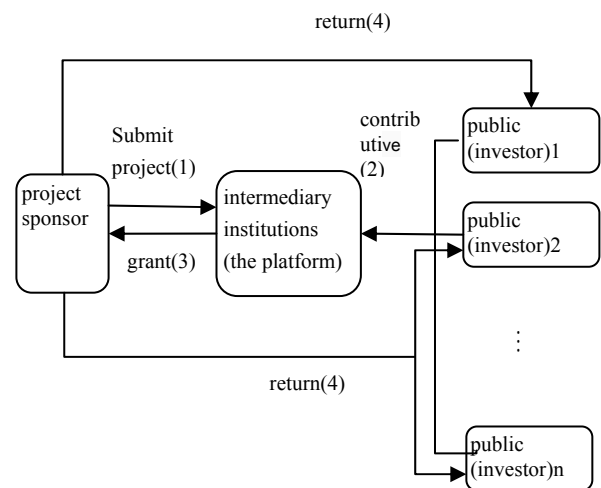 return(4)
contrib
utive
(2)
Submit
project(1)
public
(investor)1
project
sponsor
intermediary
institutions
(the platform)
public
(investor)2
grant(3)
⋮
return(4)
public
(investor)n